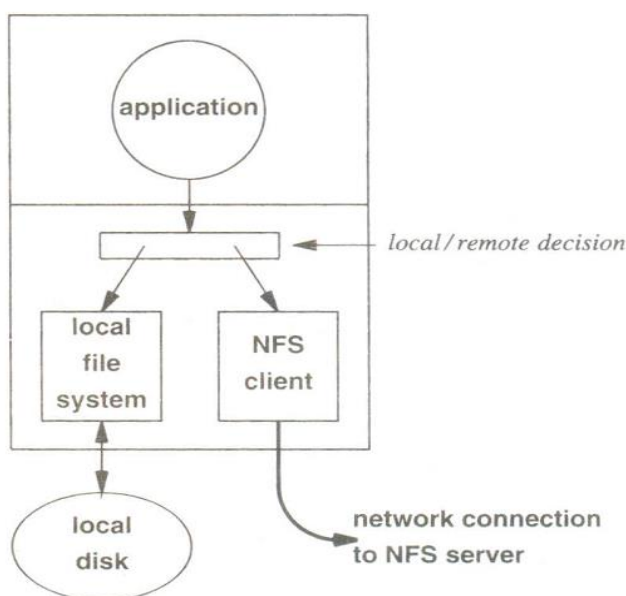 application
local/remote decision
local
file
system
NFS
client
local
disk
network connection
to NFS server